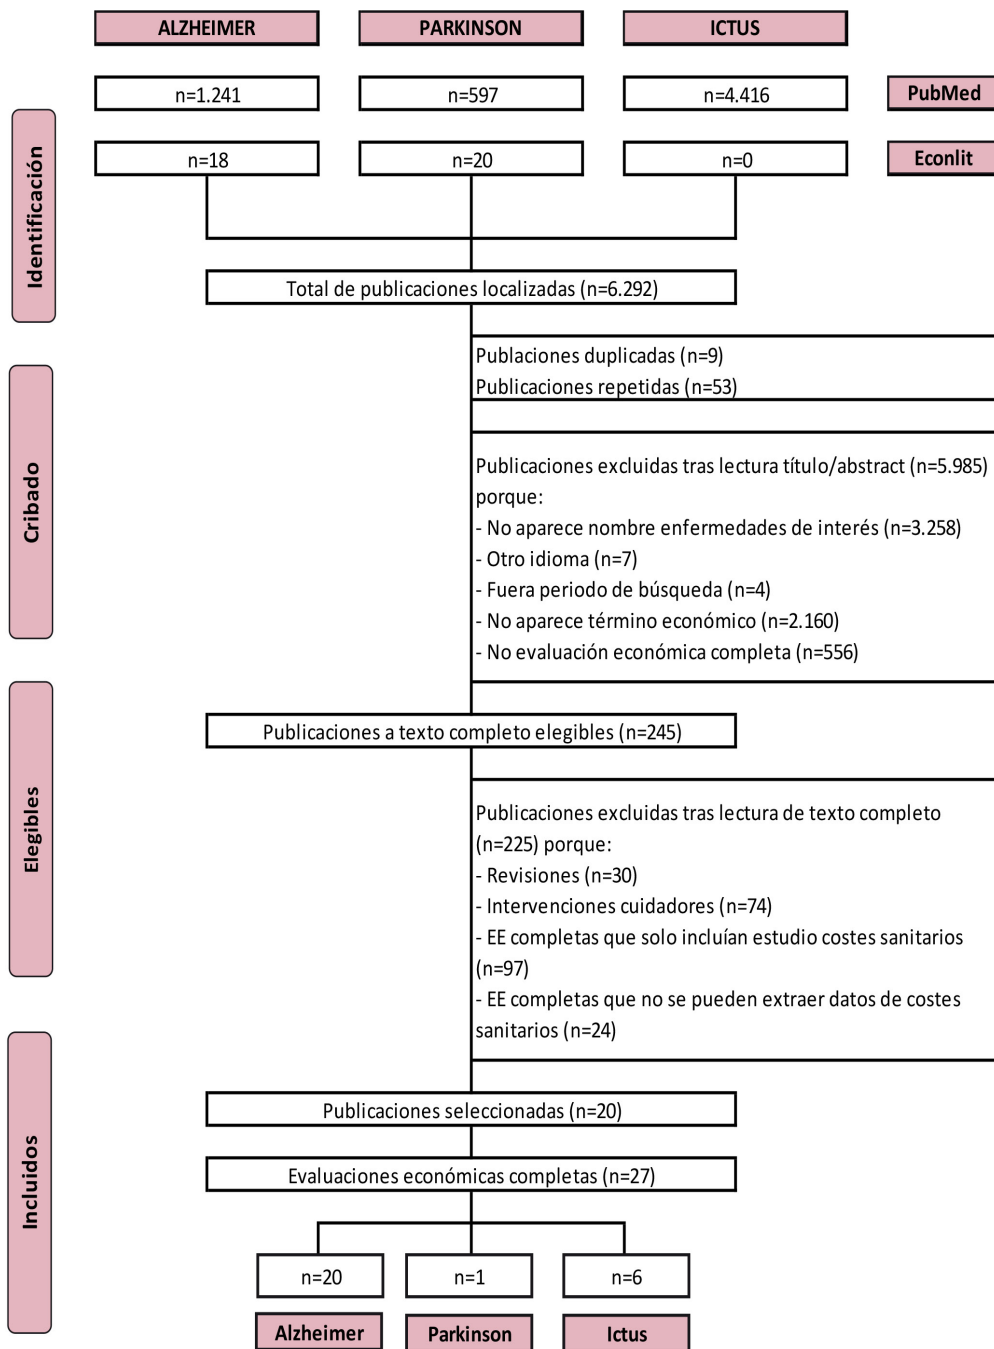 ALZHEIMER PARKINSON ICTUS
n=1.241 n=597 n=4.416 PubMed
n=18 n=20 n=0 Econlit
Identificación
Total de publicaciones localizadas (n=6.292)
Publaciones duplicadas (n=9)
Publicaciones repetidas (n=53)
Cribado
Publicaciones excluidas tras lectura título/abstract (n=5.985)
porque:
- No aparece nombre enfermedades de interés (n=3.258)
- Otro idioma (n=7)
- Fuera periodo de búsqueda (n=4)
- No aparece término económico (n=2.160)
- No evaluación económica completa (n=556)
Elegibles
Publicaciones a texto completo elegibles (n=245)
Publicaciones excluidas tras lectura de texto completo
(n=225) porque:
- Revisiones (n=30)
- Intervenciones cuidadores (n=74)
- EE completas que solo incluían estudio costes sanitarios
(n=97)
- EE completas que no se pueden extraer datos de costes
sanitarios (n=24)
Incluidos
Publicaciones seleccionadas (n=20)
Evaluaciones económicas completas (n=27)
n=20 n=1 n=6
Alzheimer Parkinson Ictus